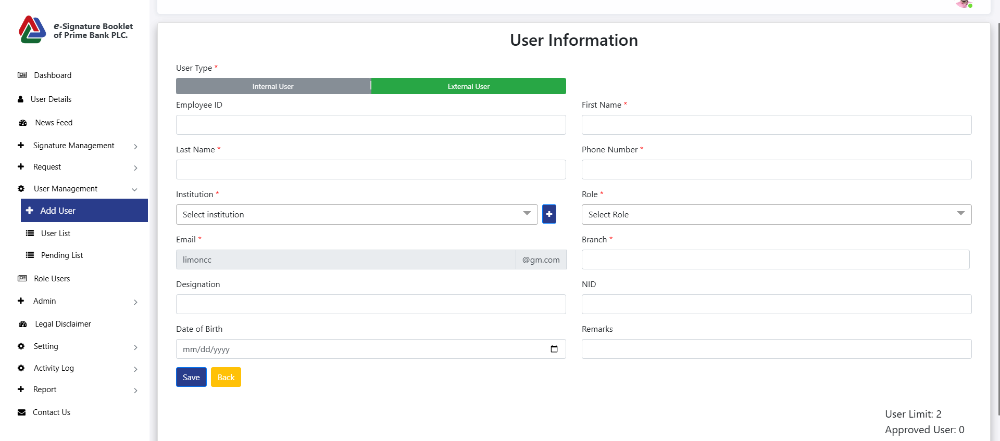 e-Signature Booklet
of Prime Bank PLC.
Dashboard
User Details
News Feed
Signature Management
Request
User Management
Add User
User List
Pending List
Role Users
Admin
Legal Disclaimer
Setting
Activity Log
Report
Contact Us
User Information
User Type *
Internal User
External User
Employee ID
First Name *
Last Name *
Phone Number *
Institution *
Select institution
Role *
Select Role
Email *
limoncc
@gm.com
Branch *
Designation
NID
Date of Birth
mm/dd/yyyy
Remarks
Save
Back
User Limit: 2
Approved User: 0